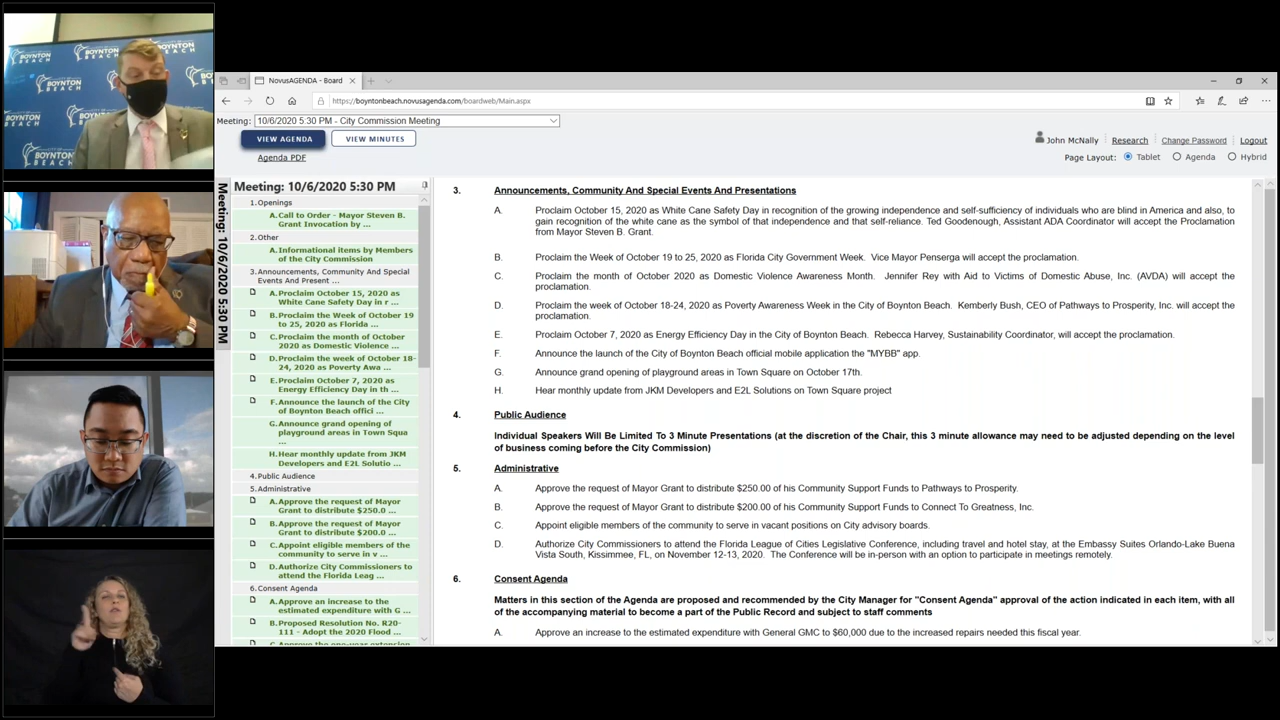 BOYNTON
BEACH
BOYNTON
BEACH
BOYNTON
BEACH
NovusAGENDA - Board
https://boyntonbeach.novusagenda.com/boardweb/Main.aspx
Meeting: 10/6/2020 5:30 PM - City Commission Meeting
VIEW AGENDA VIEW MINUTES
Agenda PDF
John McNally Research Change Password Logout
Page Layout: Tablet Agenda Hybrid
Meeting: 10/6/2020 5:30 PM
Meeting: 10/6/2020 5:30 PM
1.Openings
A.Call to Order - Mayor Steven B.
Grant Invocation by ...
2.Other
A.Informational items by Members
of the City Commission
3.Announcements, Community And Special
Events And Present ...
A.Proclaim October 15, 2020 as
White Cane Safety Day in r ...
B.Proclaim the Week of October 19
to 25, 2020 as Florida ...
C.Proclaim the month of October
2020 as Domestic Violence ...
D.Proclaim the week of October 18-
24, 2020 as Poverty Awa ...
E.Proclaim October 7, 2020 as
Energy Efficiency Day in th ...
F.Announce the launch of the City
of Boynton Beach offici ...
G.Announce grand opening of
playground areas in Town Squa
...
H.Hear monthly update from JKM
Developers and E2L Solutio ...
4.Public Audience
5.Administrative
A.Approve the request of Mayor
Grant to distribute $250.0 ...
B.Approve the request of Mayor
Grant to distribute $200.0 ...
C.Appoint eligible members of the
community to serve in v ...
D.Authorize City Commissioners to
attend the Florida Leag ...
6.Consent Agenda
A.Approve an increase to the
estimated expenditure with G ...
B.Proposed Resolution No. R20-
111 - Adopt the 2020 Flood ...
C.Approve the one-year extension
3. Announcements, Community And Special Events And Presentations
A. Proclaim October 15, 2020 as White Cane Safety Day in recognition of the growing independence and self-sufficiency of individuals who are blind in America and also, to
gain recognition of the white cane as the symbol of that independence and that self-reliance. Ted Goodenough, Assistant ADA Coordinator will accept the Proclamation
from Mayor Steven B. Grant.
B. Proclaim the Week of October 19 to 25, 2020 as Florida City Government Week. Vice Mayor Penserga will accept the proclamation.
C. Proclaim the month of October 2020 as Domestic Violence Awareness Month. Jennifer Rey with Aid to Victims of Domestic Abuse, Inc. (AVDA) will accept the
proclamation.
D. Proclaim the week of October 18-24, 2020 as Poverty Awareness Week in the City of Boynton Beach. Kemberly Bush, CEO of Pathways to Prosperity, Inc. will accept the
proclamation.
E. Proclaim October 7, 2020 as Energy Efficiency Day in the City of Boynton Beach. Rebecca Harvey, Sustainability Coordinator, will accept the proclamation.
F. Announce the launch of the City of Boynton Beach official mobile application the "MYBB" app.
G. Announce grand opening of playground areas in Town Square on October 17th.
H. Hear monthly update from JKM Developers and E2L Solutions on Town Square project
4. Public Audience
Individual Speakers Will Be Limited To 3 Minute Presentations (at the discretion of the Chair, this 3 minute allowance may need to be adjusted depending on the level
of business coming before the City Commission)
5. Administrative
A. Approve the request of Mayor Grant to distribute $250.00 of his Community Support Funds to Pathways to Prosperity.
B. Approve the request of Mayor Grant to distribute $200.00 of his Community Support Funds to Connect To Greatness, Inc.
C. Appoint eligible members of the community to serve in vacant positions on City advisory boards.
D. Authorize City Commissioners to attend the Florida League of Cities Legislative Conference, including travel and hotel stay, at the Embassy Suites Orlando-Lake Buena
Vista South, Kissimmee, FL, on November 12-13, 2020. The Conference will be in-person with an option to participate in meetings remotely.
6. Consent Agenda
Matters in this section of the Agenda are proposed and recommended by the City Manager for "Consent Agenda" approval of the action indicated in each item, with all
of the accompanying material to become a part of the Public Record and subject to staff comments
A. Approve an increase to the estimated expenditure with General GMC to $60,000 due to the increased repairs needed this fiscal year.